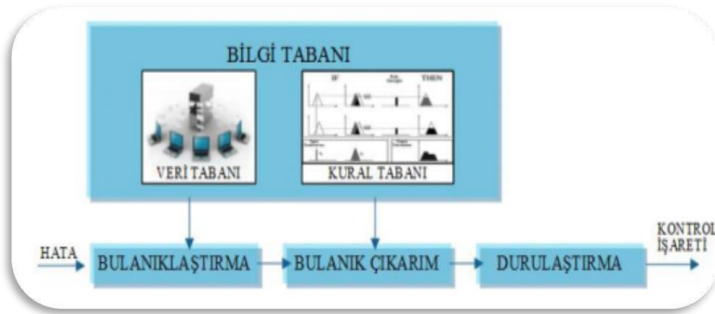 BİLGİ TABANI
IF
THEN
VERİ TABANI
KURAL TABANI
HATA
BULANIKLAŞTIRMA
BULANIK ÇIKARIM
DURULAŞTIRMA
KONTROL
İŞARETİ